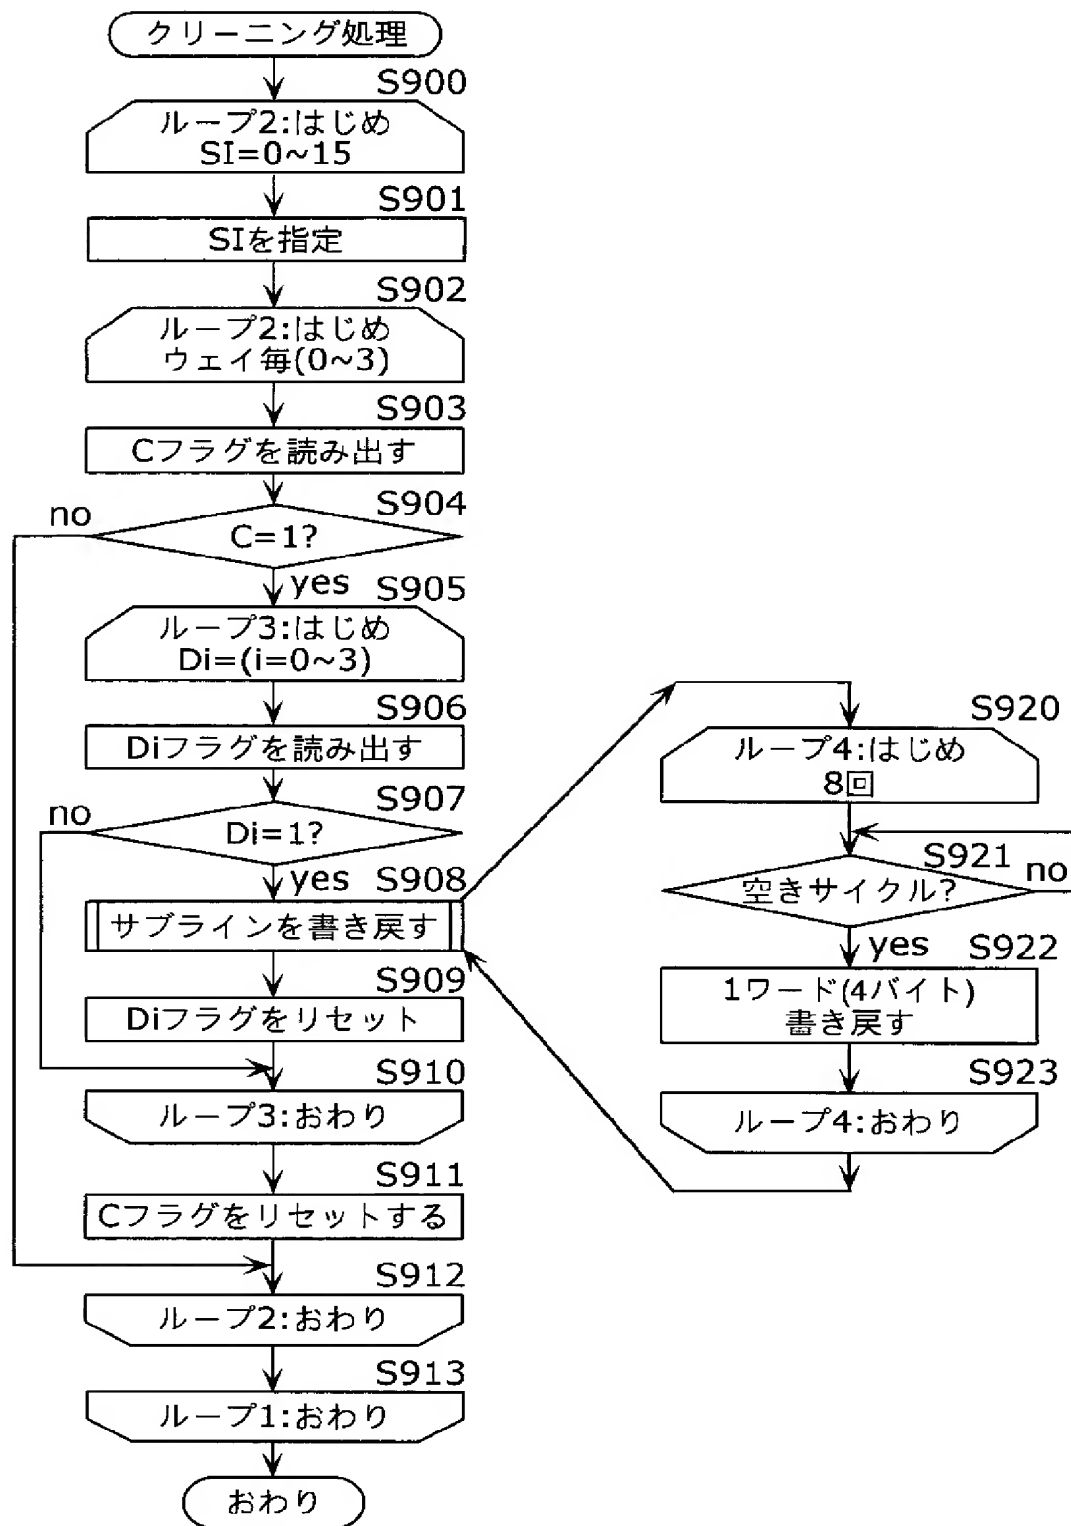 クリーニング処理
S900
ループ2:はじめ
SI=0~15
S901
SIを指定
S902
ループ2:はじめ
ウェイ毎(0~3)
S903
Cフラグを読み出す
S904
no
C=1?
yes
S905
ループ3:はじめ
Di=(i=0~3)
S906
Diフラグを読み出す
S907
no
Di=1?
yes
S908
サブラインを書き戻す
S909
Diフラグをリセット
S910
ループ3:おわり
S911
Cフラグをリセットする
S912
ループ2:おわり
S913
ループ1:おわり
おわり
S920
ループ4:はじめ
8回
S921
空きサイクル?
no
yes
S922
1ワード(4バイト)
書き戻す
S923
ループ4:おわり